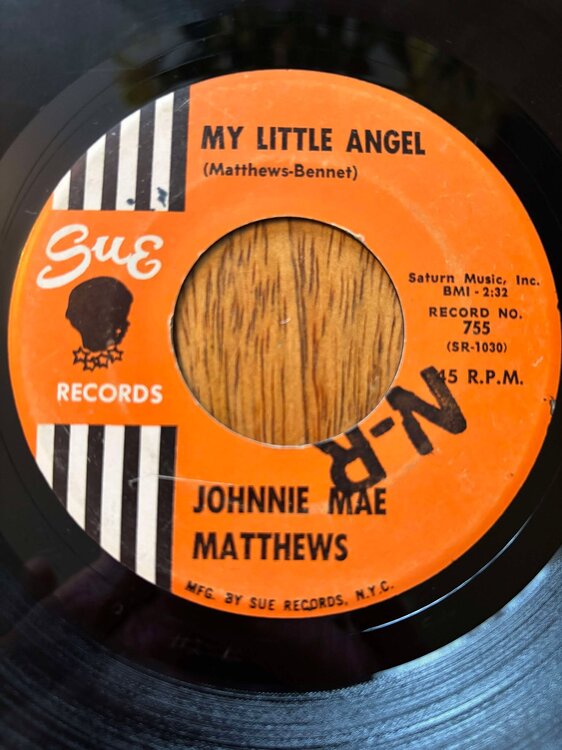 MY LITTLE ANGEL
(Matthews-Bennet)
Sue
RECORDS
Saturn Music, Inc.
BMI - 2:32
RECORD NO.
755
(SR-1030)
45 R.P.M.
N-R
JOHNNIE MAE
MATTHEWS
MFG. BY SUE RECORDS, N.Y.C.